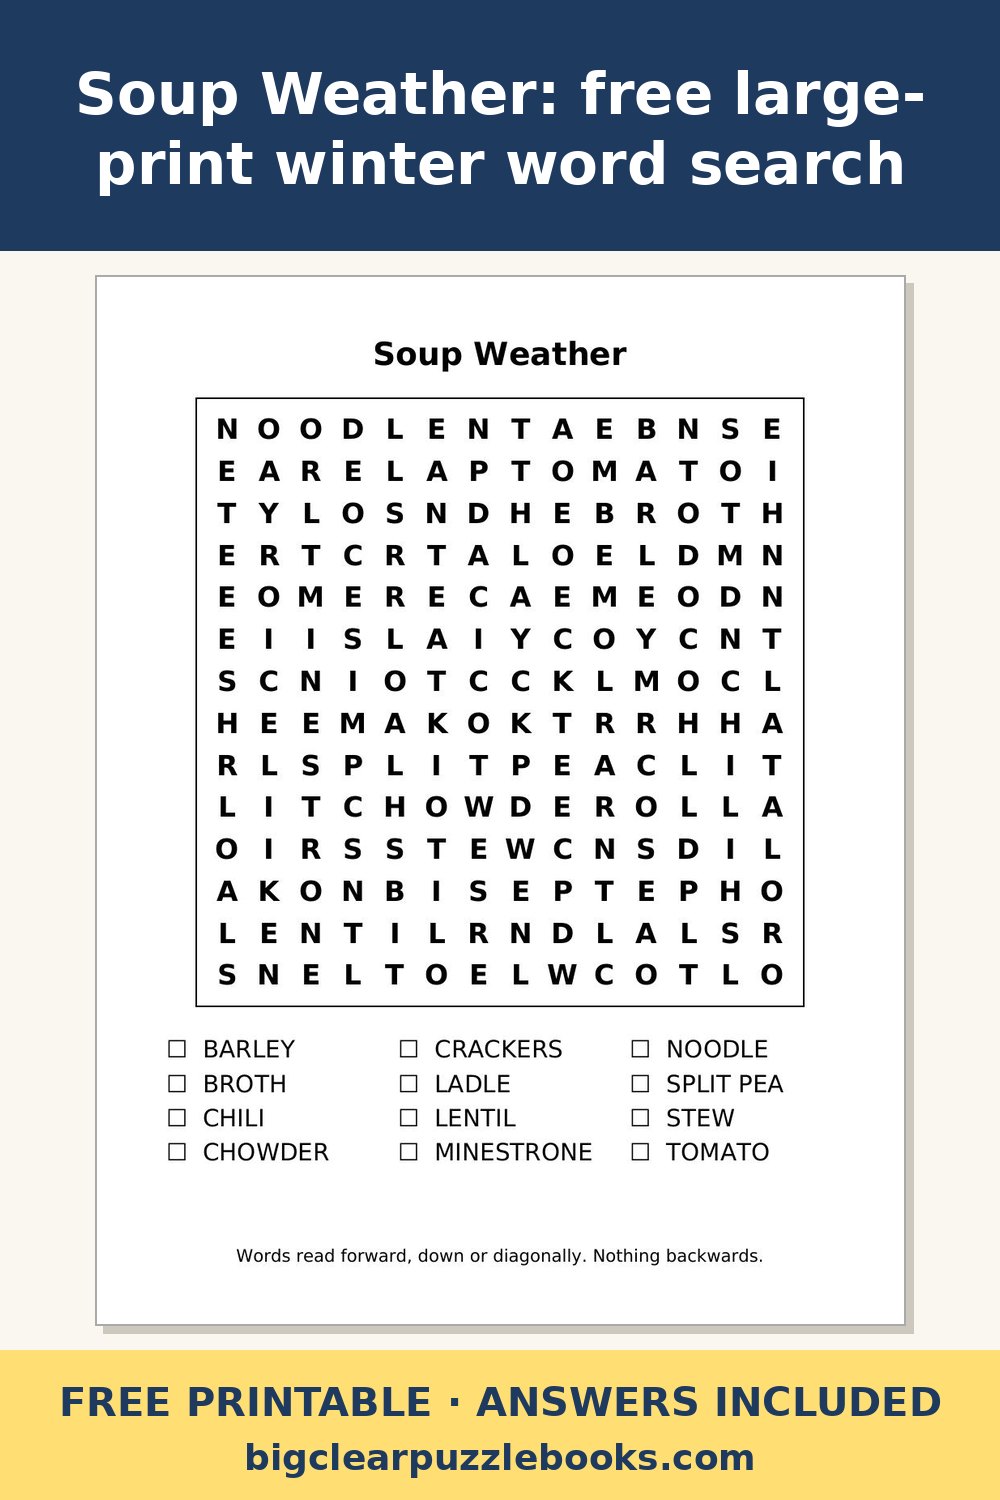 Soup Weather: free large-
print winter word search
Soup Weather
N O O D L E N T A E B N S E
E A R E L A P T O M A T O I
T Y L O S N D H E B R O T H
E R T C R T A L O E L D M N
E O M E R E C A E M E O D N
E I I S L A I Y C O Y C N T
S C N I O T C C K L M O C L
H E E M A K O K T R R H H A
R L S P L I T P E A C L I T
L I T C H O W D E R O L L A
O I R S S T E W C N S D I L
A K O N B I S E P T E P H O
L E N T I L R N D L A L S R
S N E L T O E L W C O T L O
☐ BARLEY ☐ CRACKERS ☐ NOODLE
☐ BROTH ☐ LADLE ☐ SPLIT PEA
☐ CHILI ☐ LENTIL ☐ STEW
☐ CHOWDER ☐ MINESTRONE ☐ TOMATO
Words read forward, down or diagonally. Nothing backwards.
FREE PRINTABLE · ANSWERS INCLUDED
bigclearpuzzlebooks.com